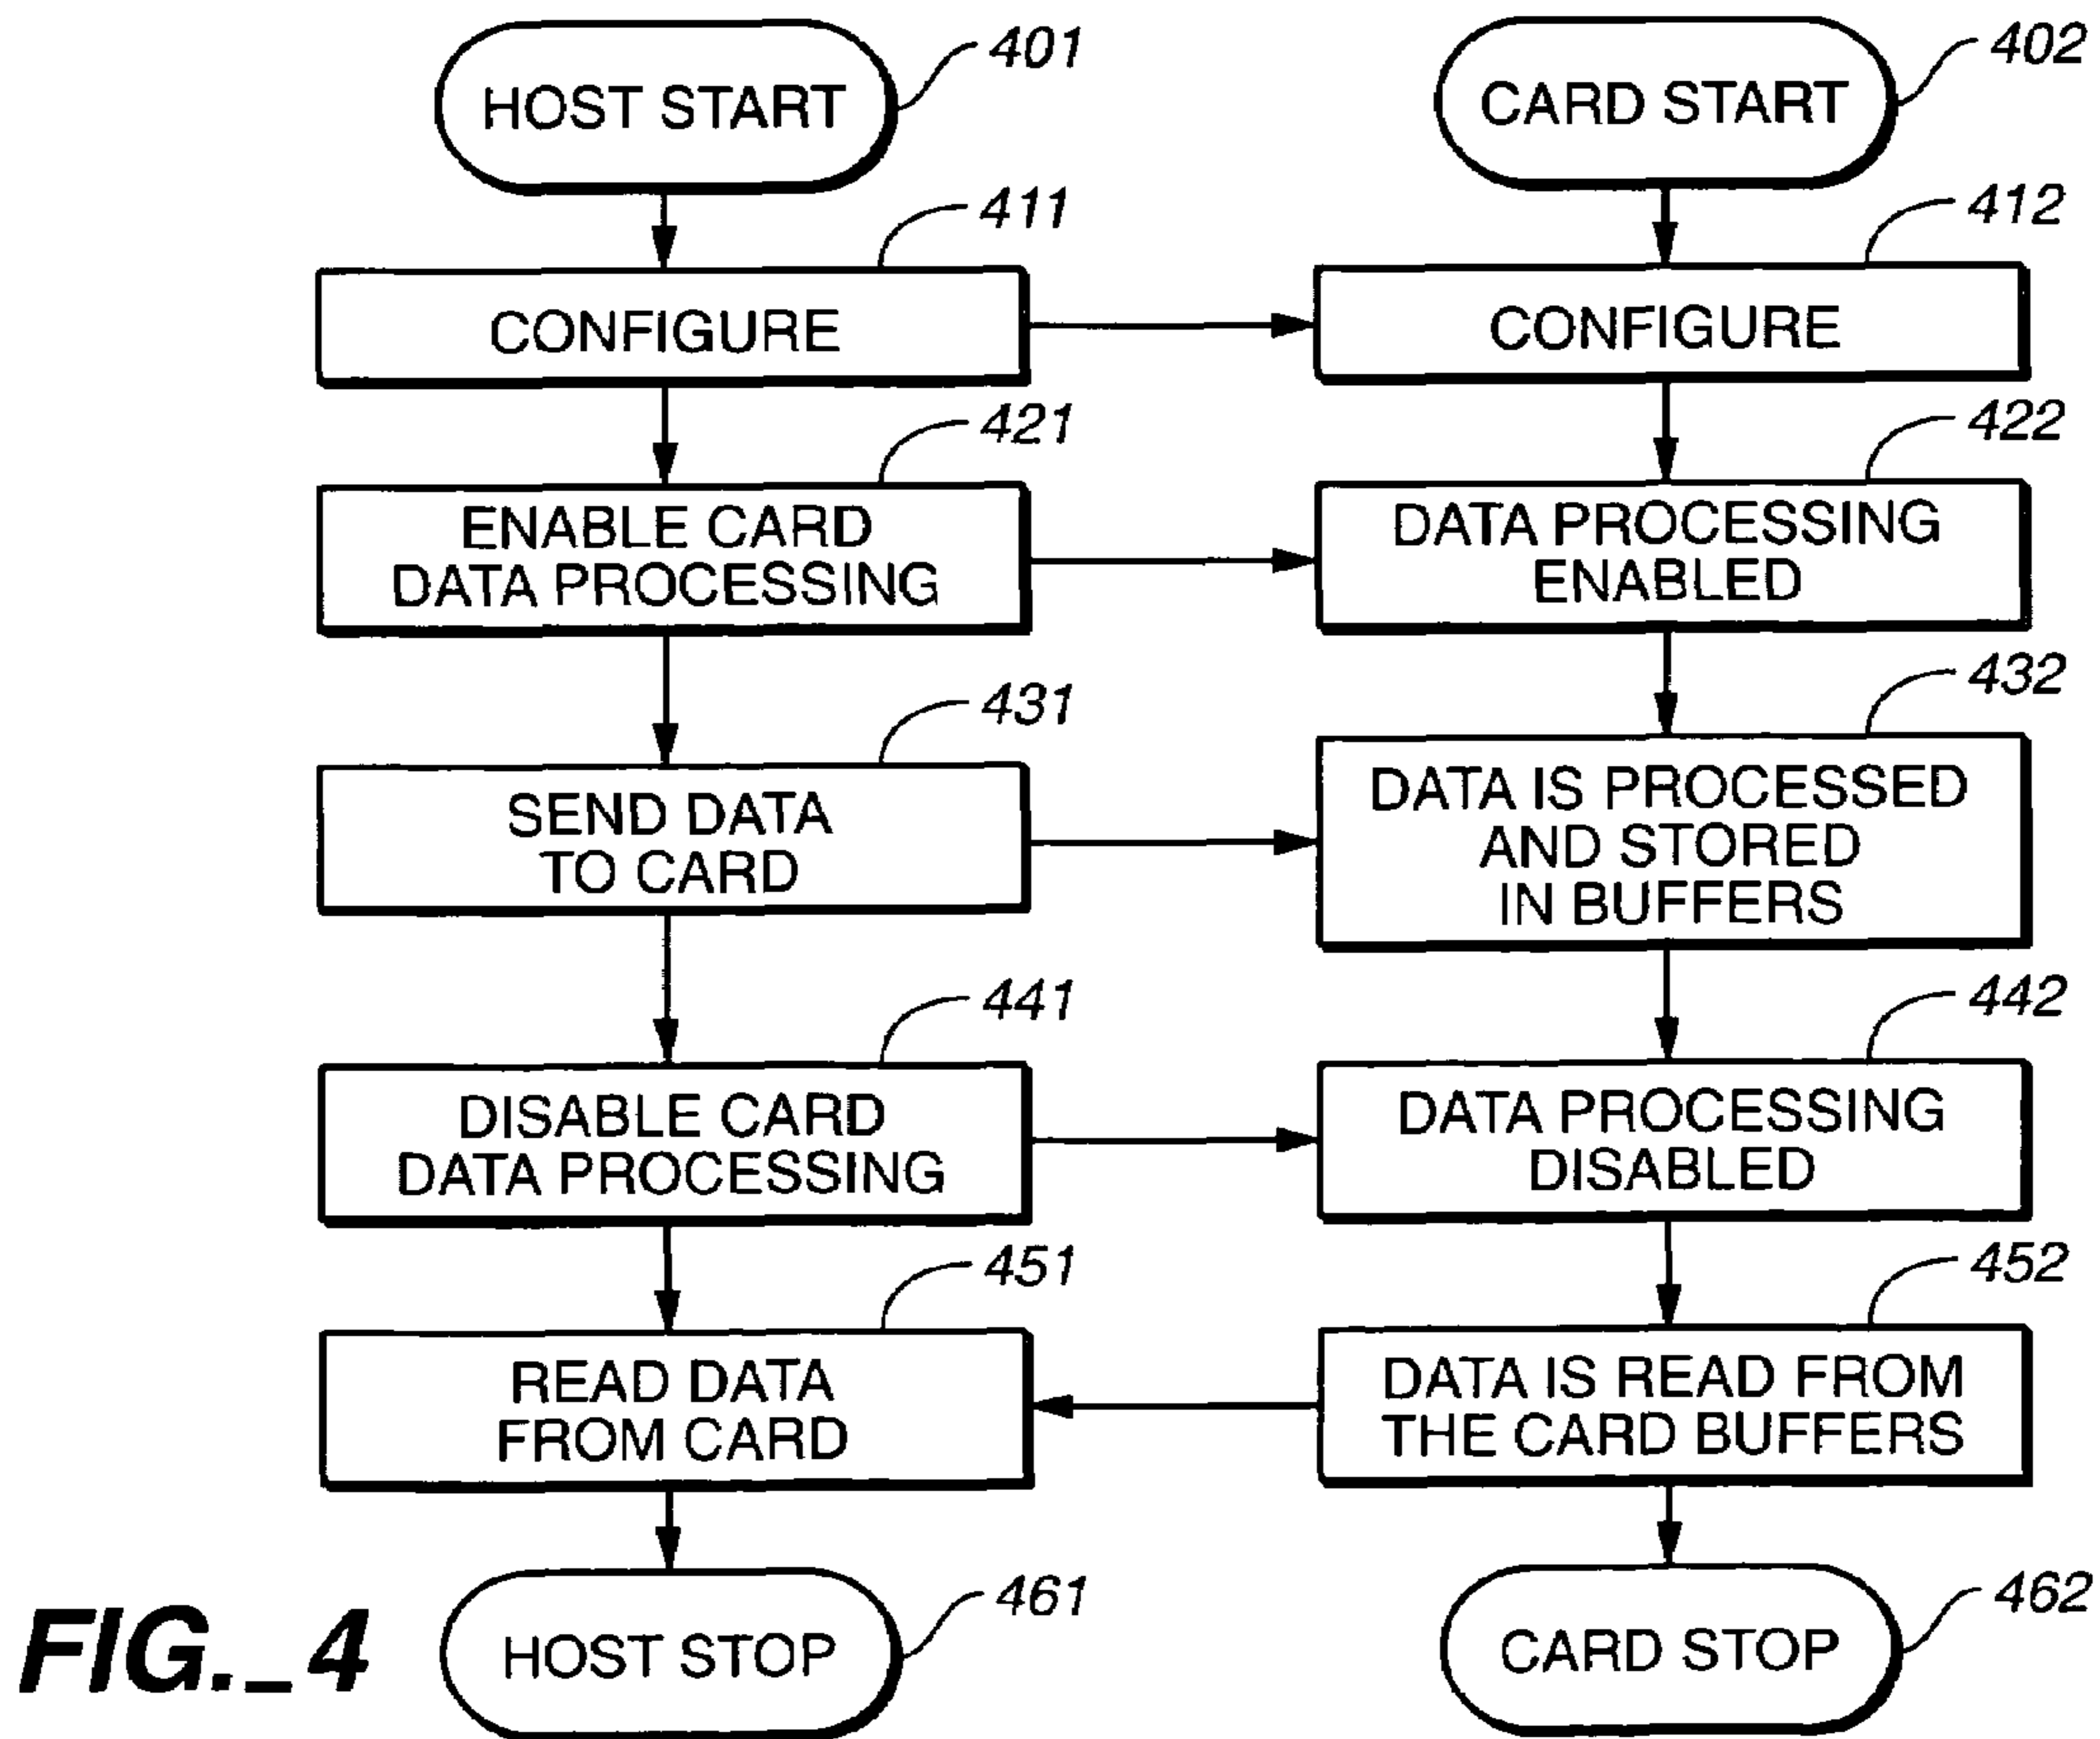 HOST START
401
CARD START
402
411
412
CONFIGURE
CONFIGURE
421
422
ENABLE CARD
DATA PROCESSING
DATA PROCESSING
ENABLED
431
432
SEND DATA
TO CARD
DATA IS PROCESSED
AND STORED
IN BUFFERS
441
442
DISABLE CARD
DATA PROCESSING
DATA PROCESSING
DISABLED
451
452
READ DATA
FROM CARD
DATA IS READ FROM
THE CARD BUFFERS
461
462
HOST STOP
CARD STOP
FIG._4